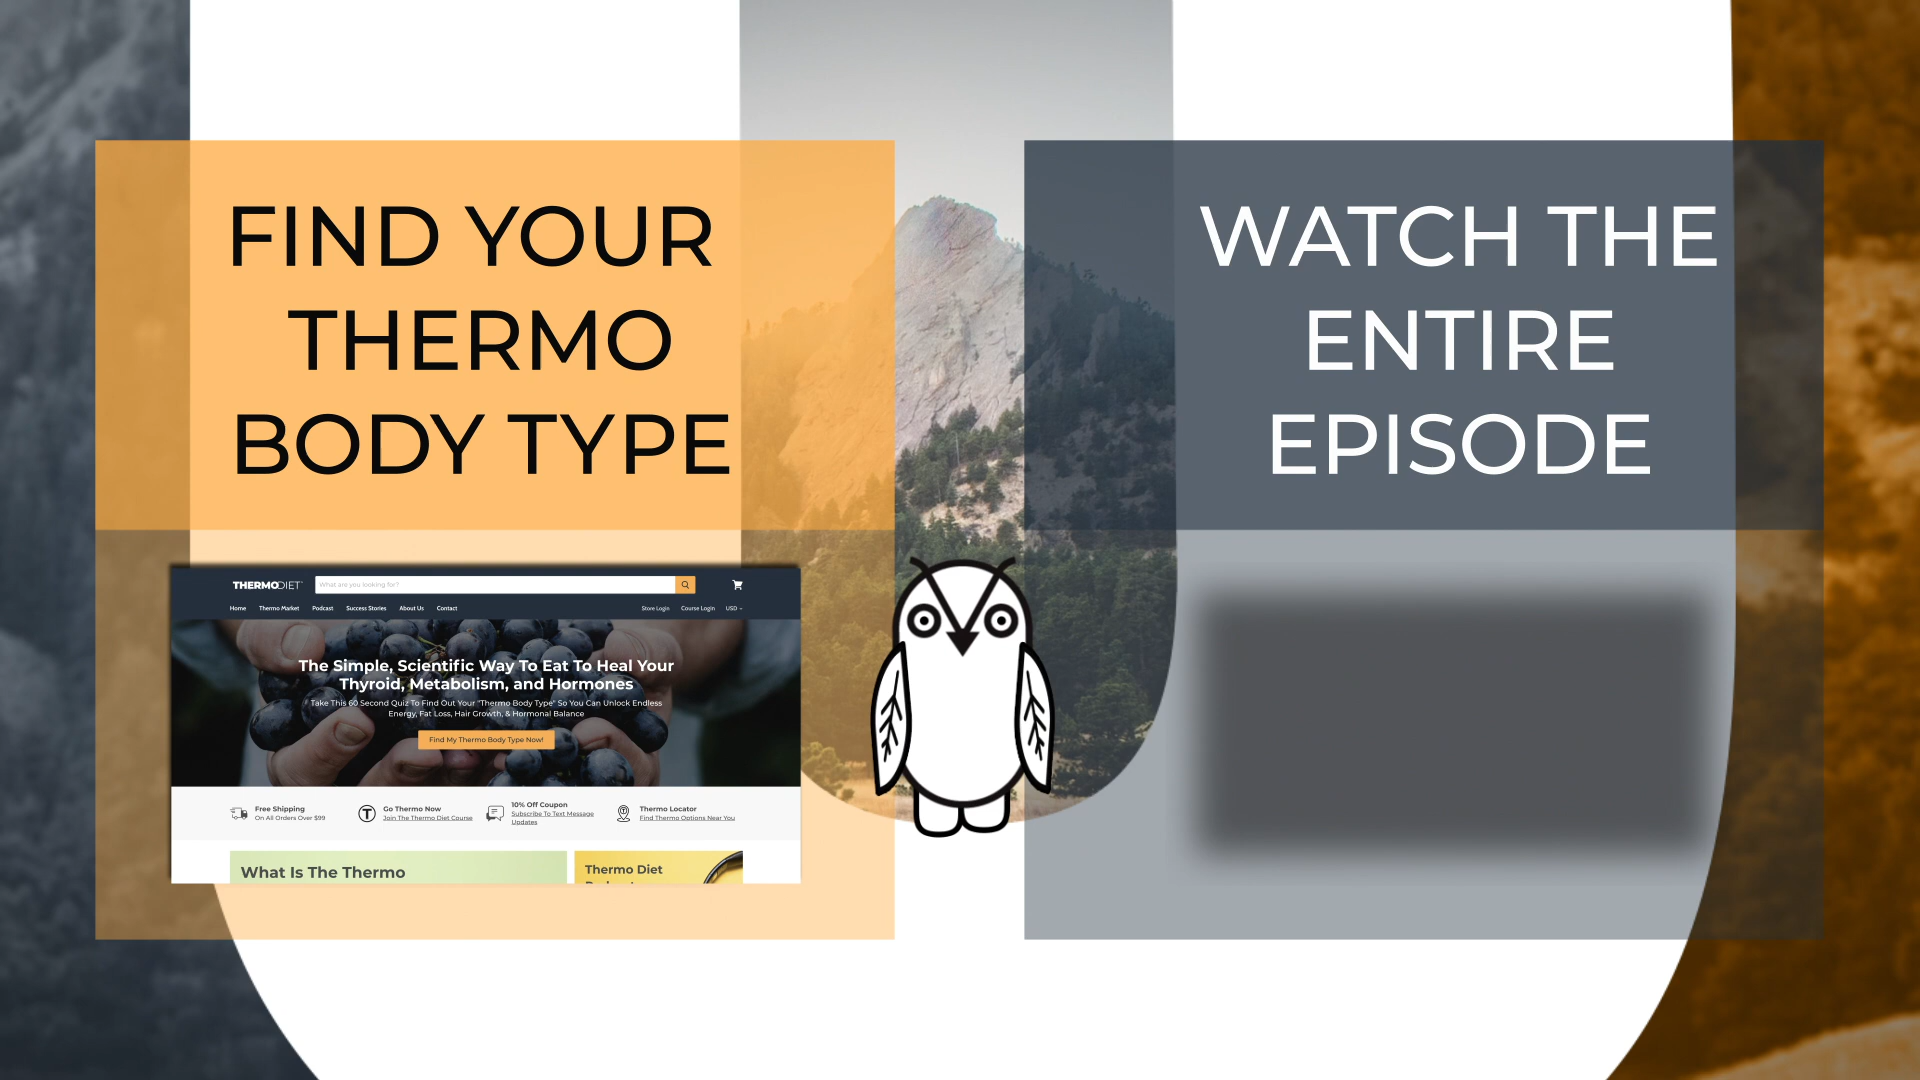 FIND YOUR
THERMO
BODY TYPE
WATCH THE
ENTIRE
EPISODE
THERMODIET
What are you looking for?
Home Thermo Market Podcast Success Stories About Us Contact Store Login Course Login USD
The Simple, Scientific Way To Eat To Heal Your
Thyroid, Metabolism, and Hormones
Take This 60 Second Quiz To Find Out Your "Thermo Body Type" So You Can Unlock Endless
Energy, Fat Loss, Hair Growth, & Hormonal Balance
Find My Thermo Body Type Now!
Free Shipping
On All Orders Over $99
Go Thermo Now
Join The Thermo Diet Course
10% Off Coupon
Subscribe To Text Message
Updates
Thermo Locator
Find Thermo Options Near You
What Is The Thermo
Thermo Diet